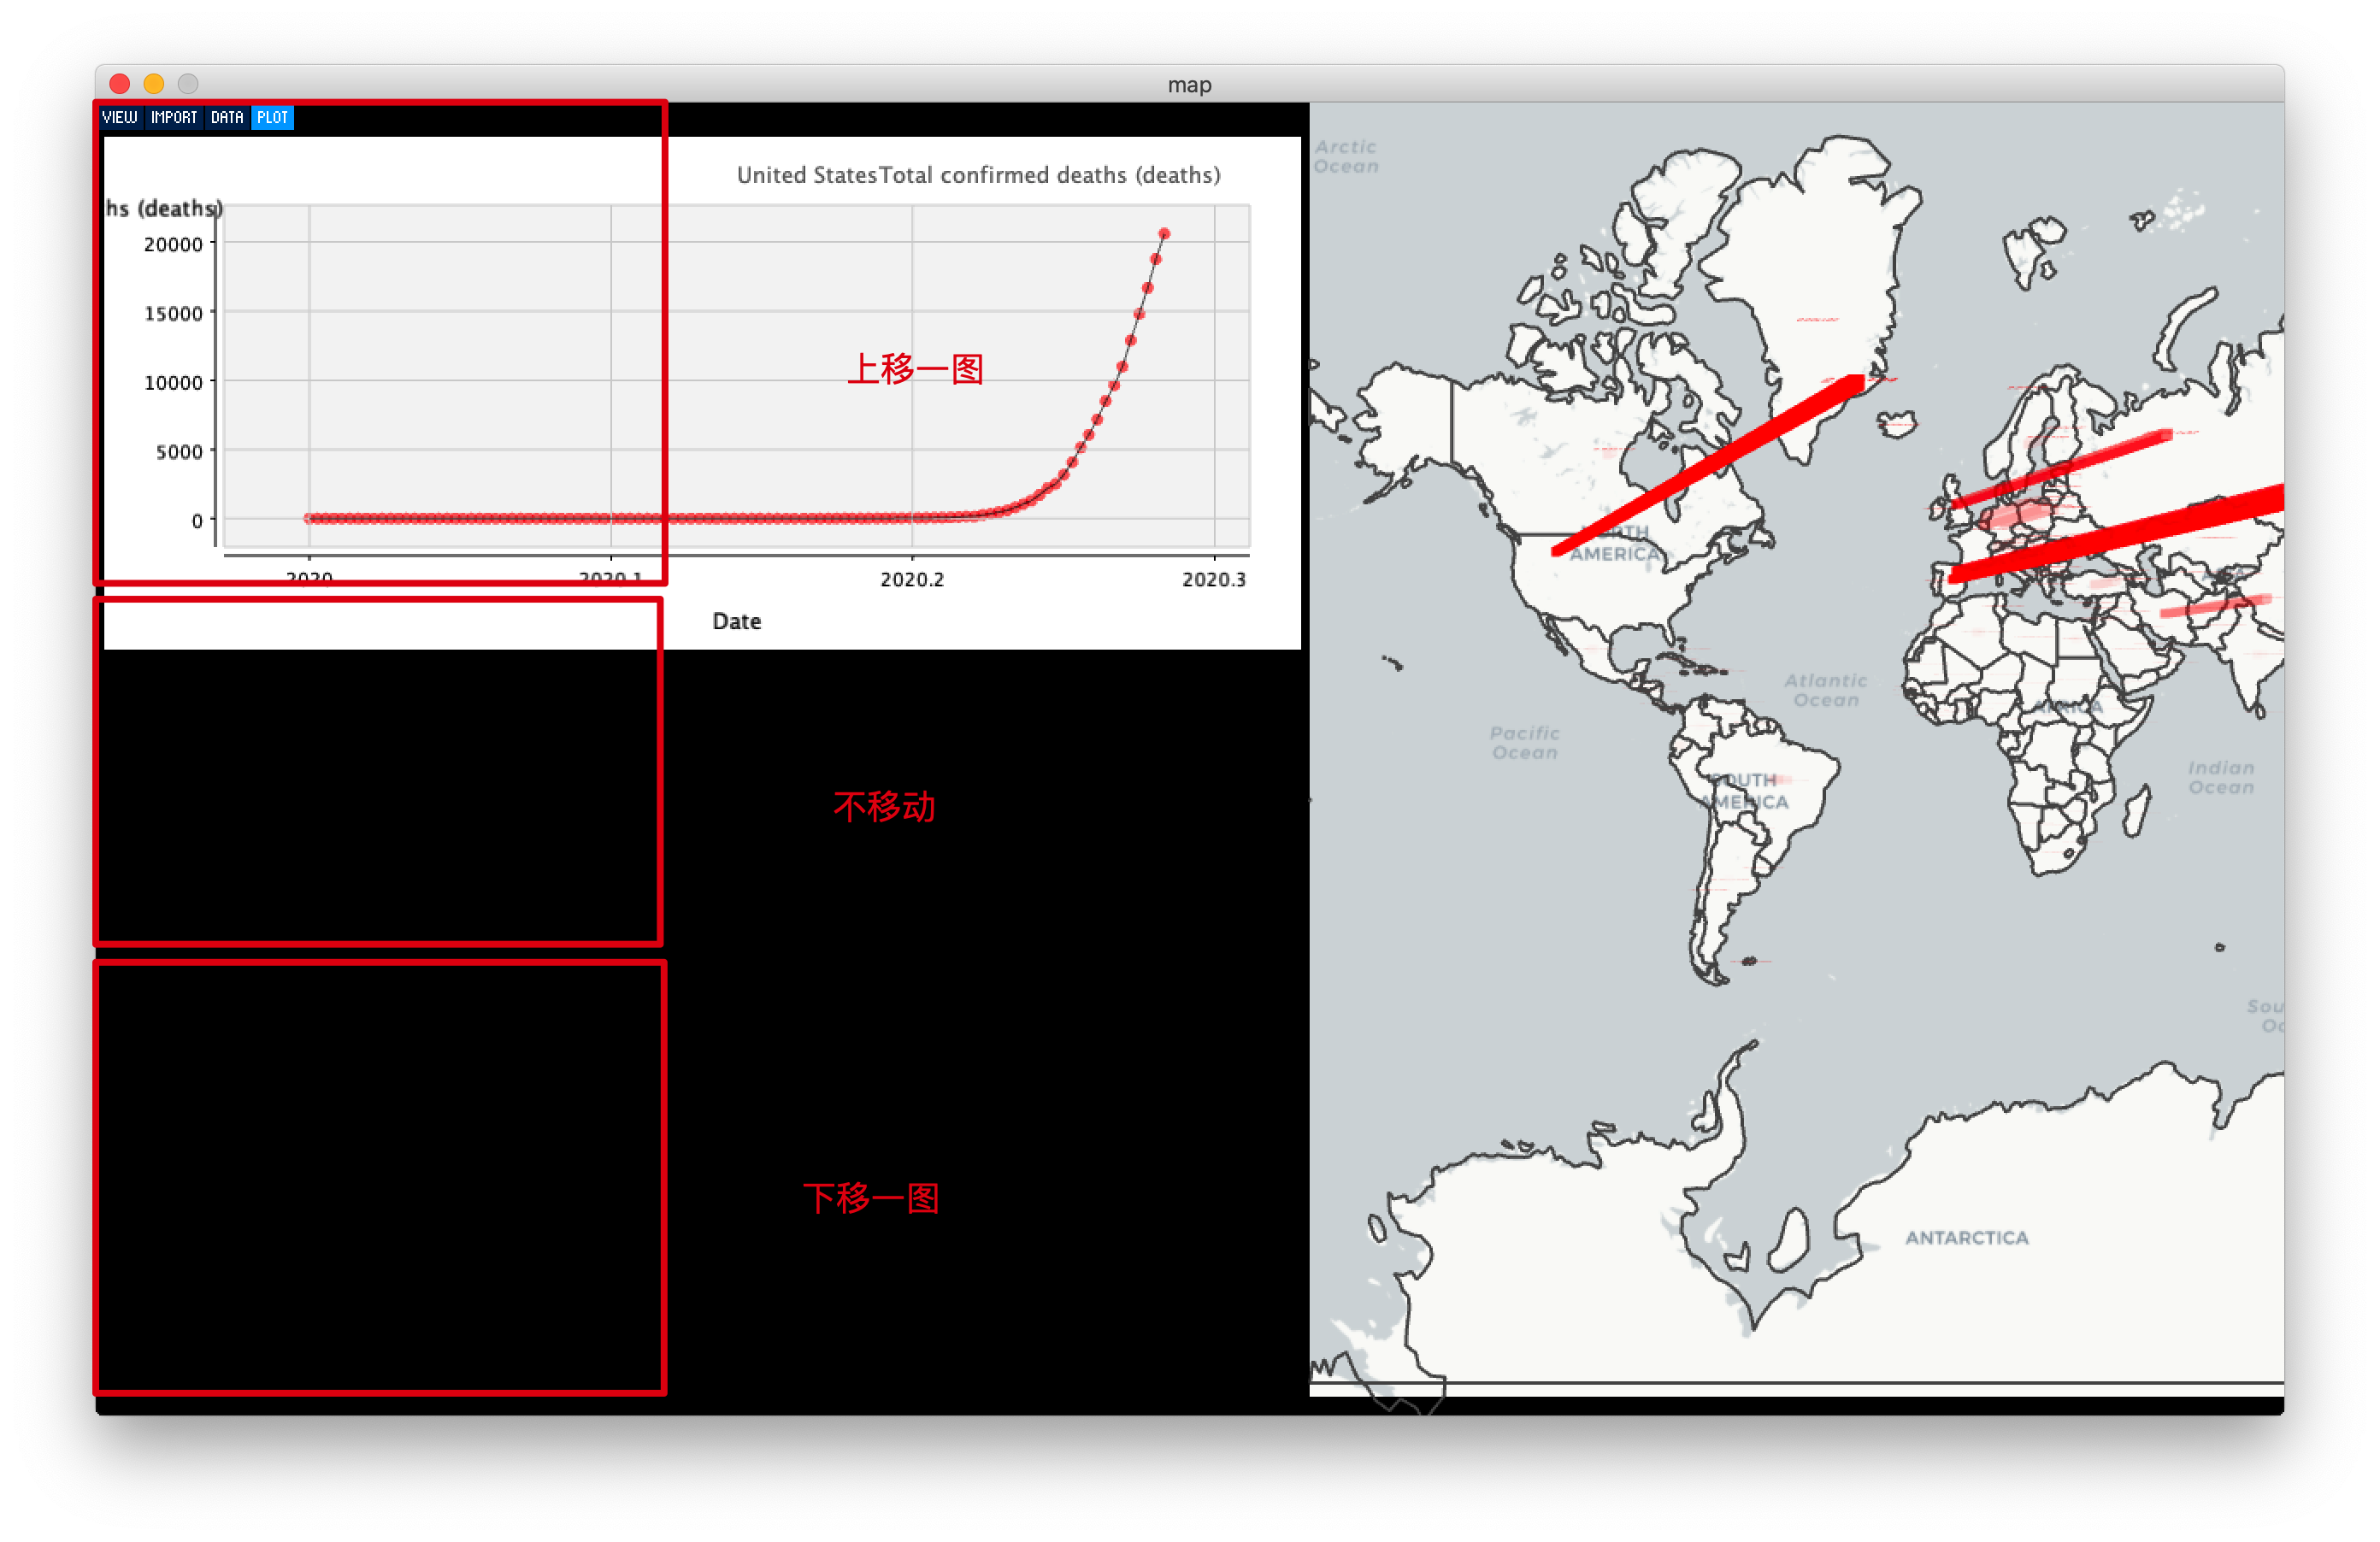 map
VIEW IMPORT DATA PLOT
United StatesTotal confirmed deaths (deaths)
hs (deaths)
20000
15000
10000
5000
0
2020 2020.1 2020.2 2020.3
Date
上移一图
不移动
下移一图
Arctic
Ocean
NORTH
AMERICA
ASIA
Atlantic
Ocean
AFRICA
Pacific
Ocean
SOUTH
AMERICA
Indian
Ocean
Sou
Oc
ANTARCTICA